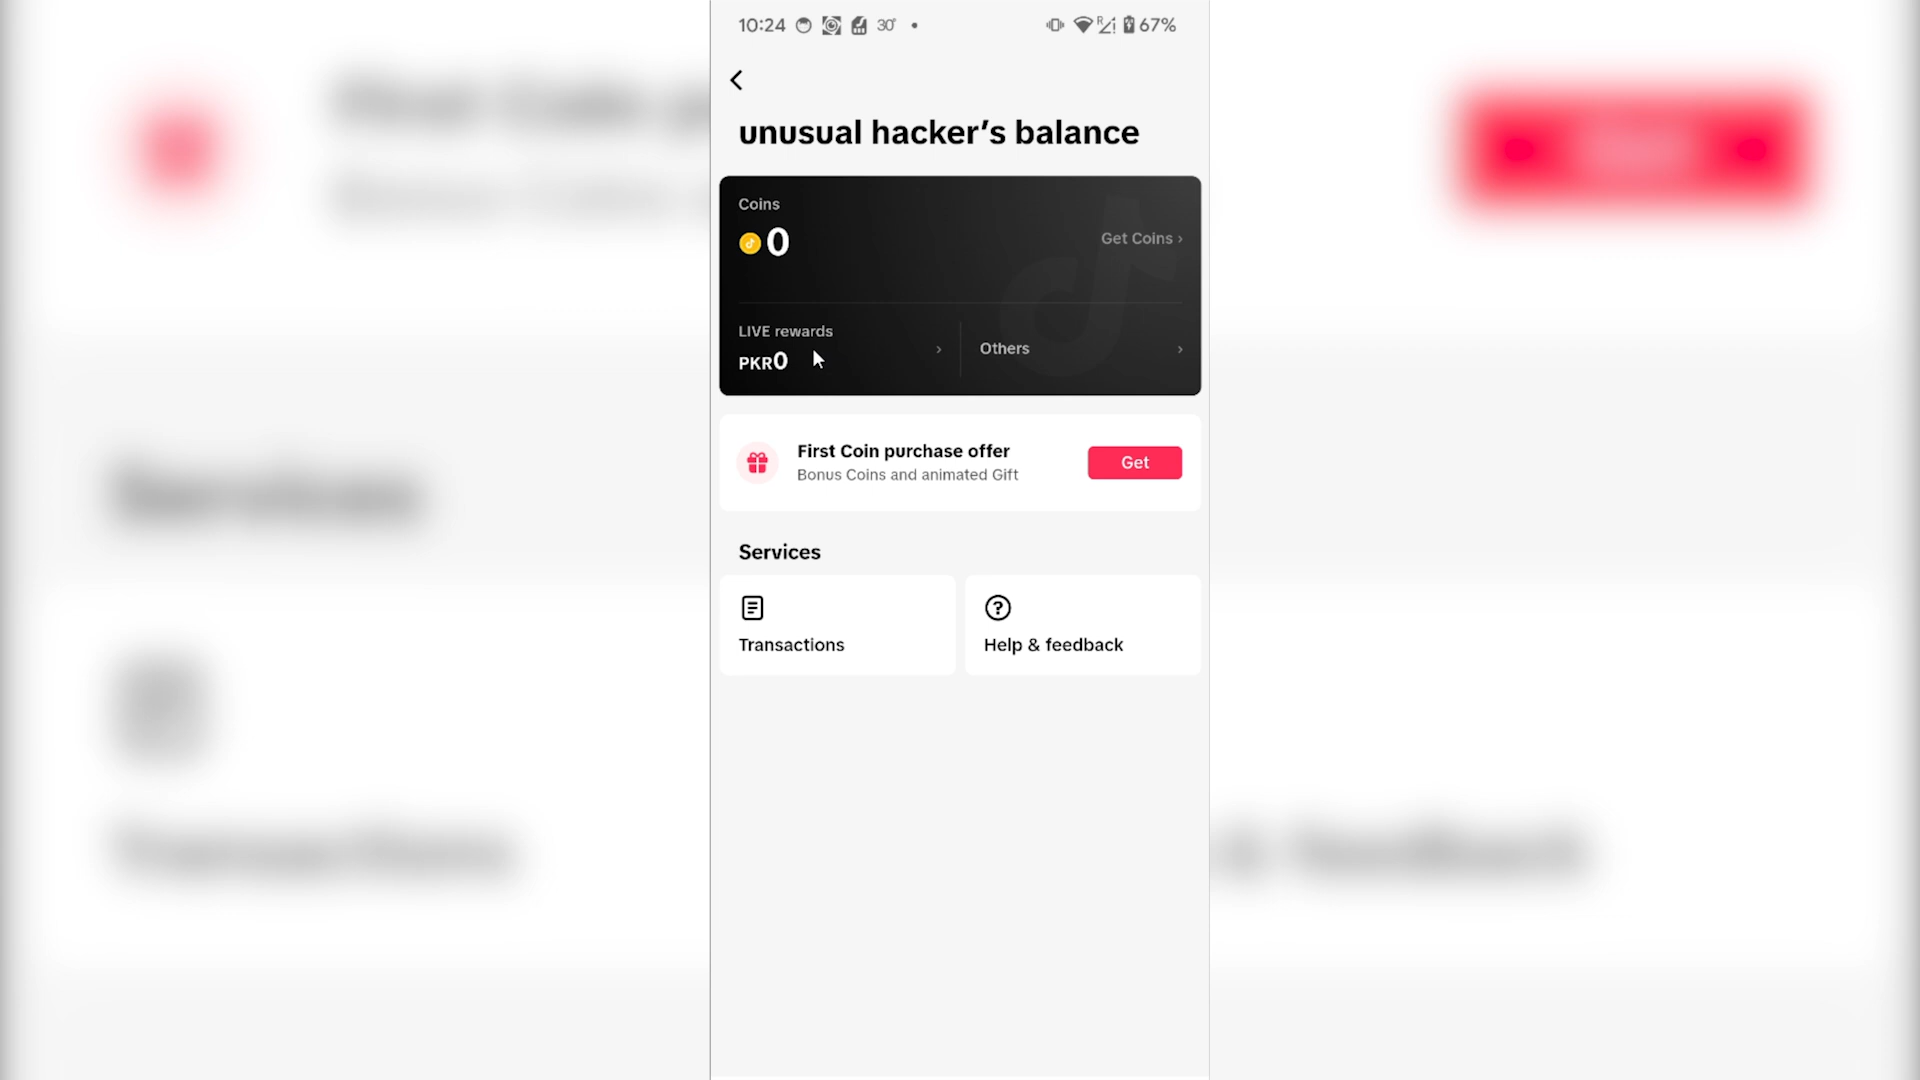 10:24 30° 67%
unusual hacker’s balance
Coins
0
Get Coins ›
LIVE rewards
PKR0
Others
First Coin purchase offer
Bonus Coins and animated Gift
Get
Services
Transactions
Help & feedback